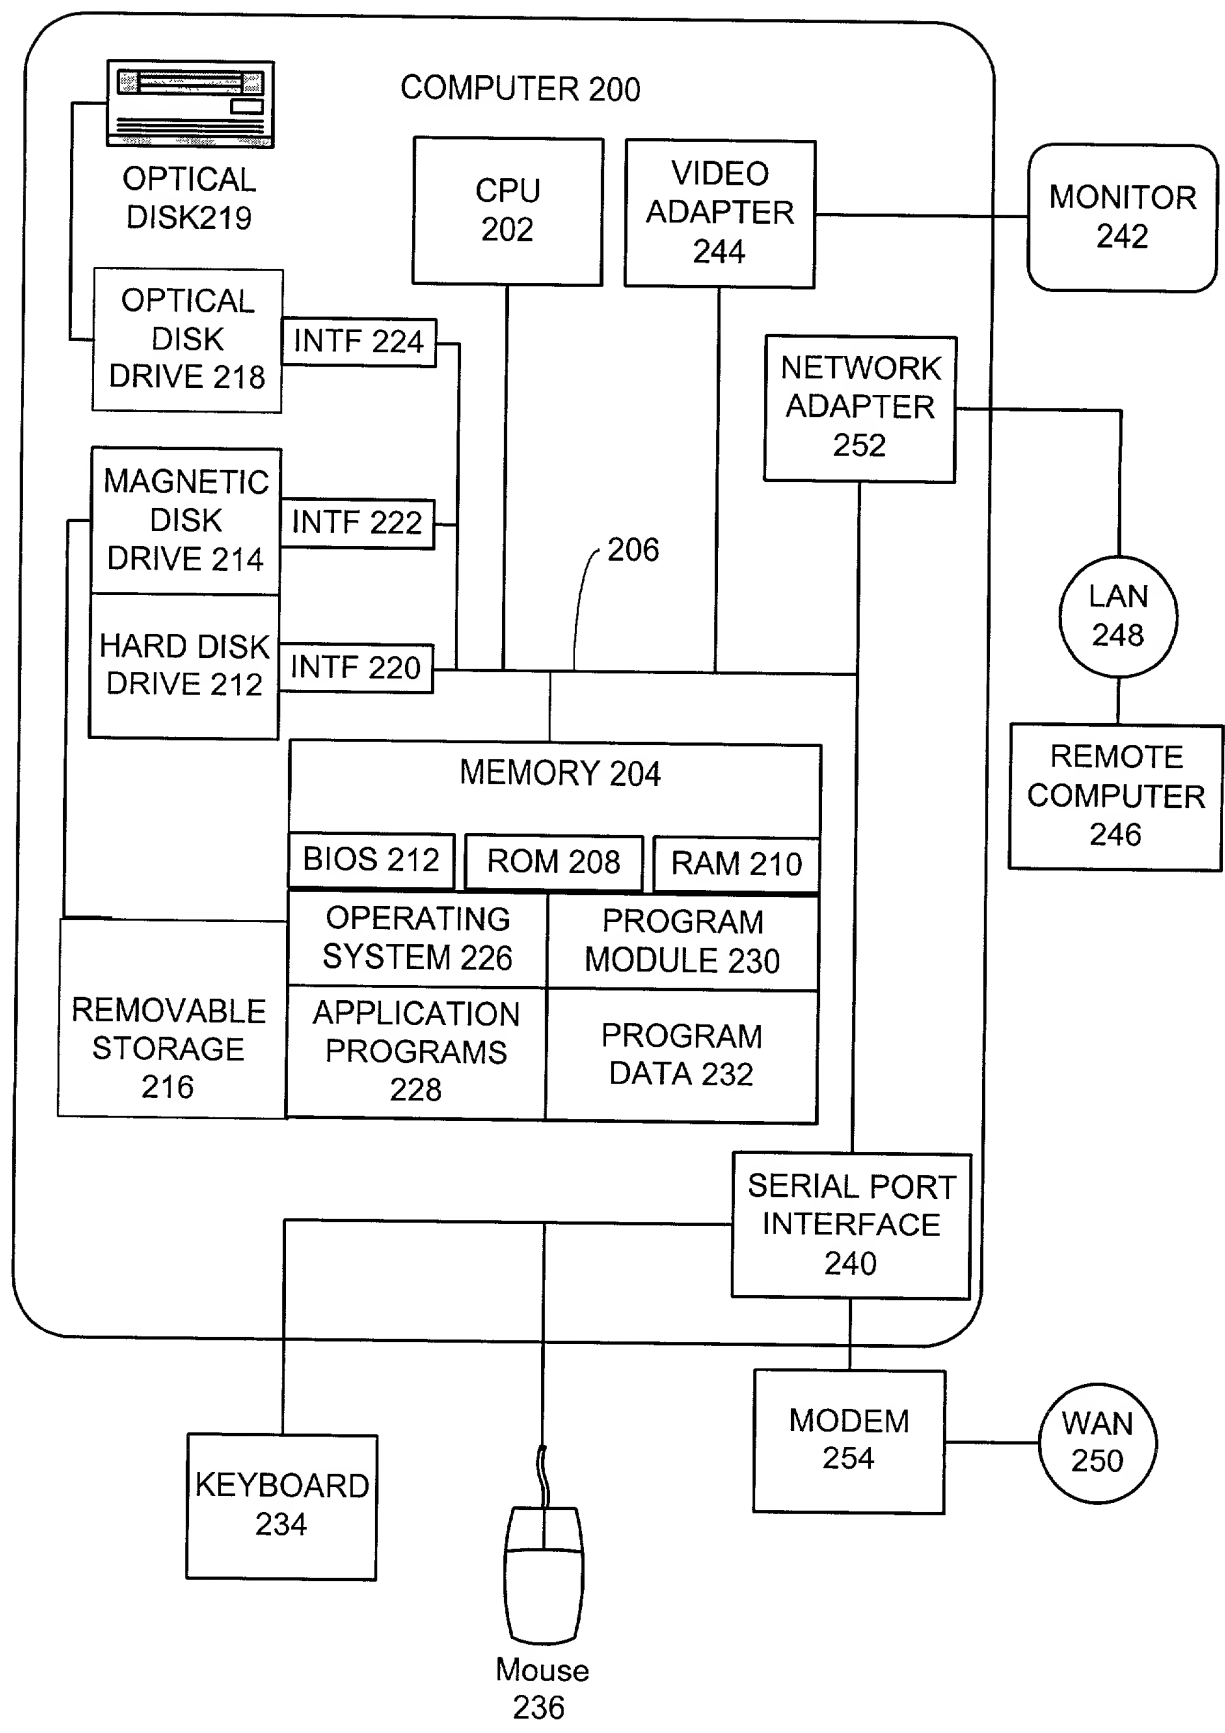 COMPUTER 200
OPTICAL
DISK219
CPU
202
VIDEO
ADAPTER
244
MONITOR
242
OPTICAL
DISK
DRIVE 218
INTF 224
NETWORK
ADAPTER
252
MAGNETIC
DISK
DRIVE 214
INTF 222
206
LAN
248
HARD DISK
DRIVE 212
INTF 220
REMOTE
COMPUTER
246
MEMORY 204
BIOS 212
ROM 208
RAM 210
OPERATING
SYSTEM 226
PROGRAM
MODULE 230
REMOVABLE
STORAGE
216
APPLICATION
PROGRAMS
228
PROGRAM
DATA 232
SERIAL PORT
INTERFACE
240
MODEM
254
WAN
250
KEYBOARD
234
Mouse
236